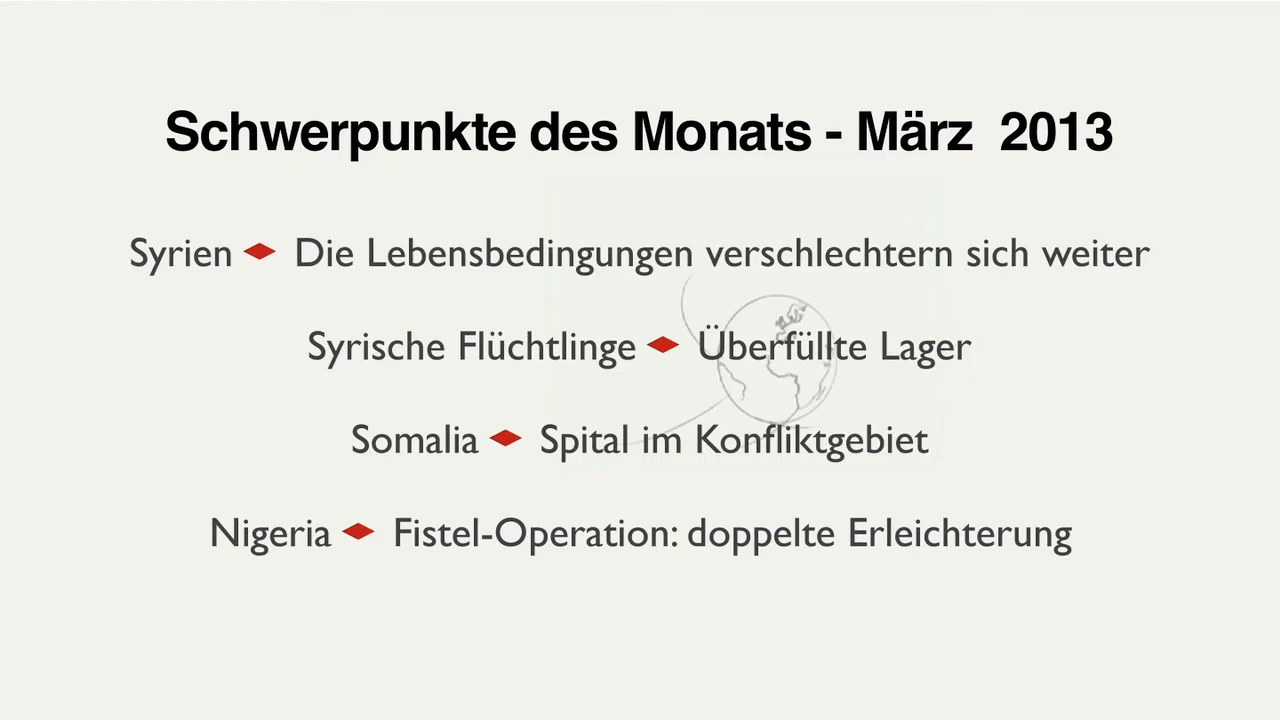 Schwerpunkte des Monats - März 2013
Syrien ♦ Die Lebensbedingungen verschlechtern sich weiter
Syrische Flüchtlinge ♦ Überfüllte Lager
Somalia ♦ Spital im Konfliktgebiet
Nigeria ♦ Fistel-Operation: doppelte Erleichterung